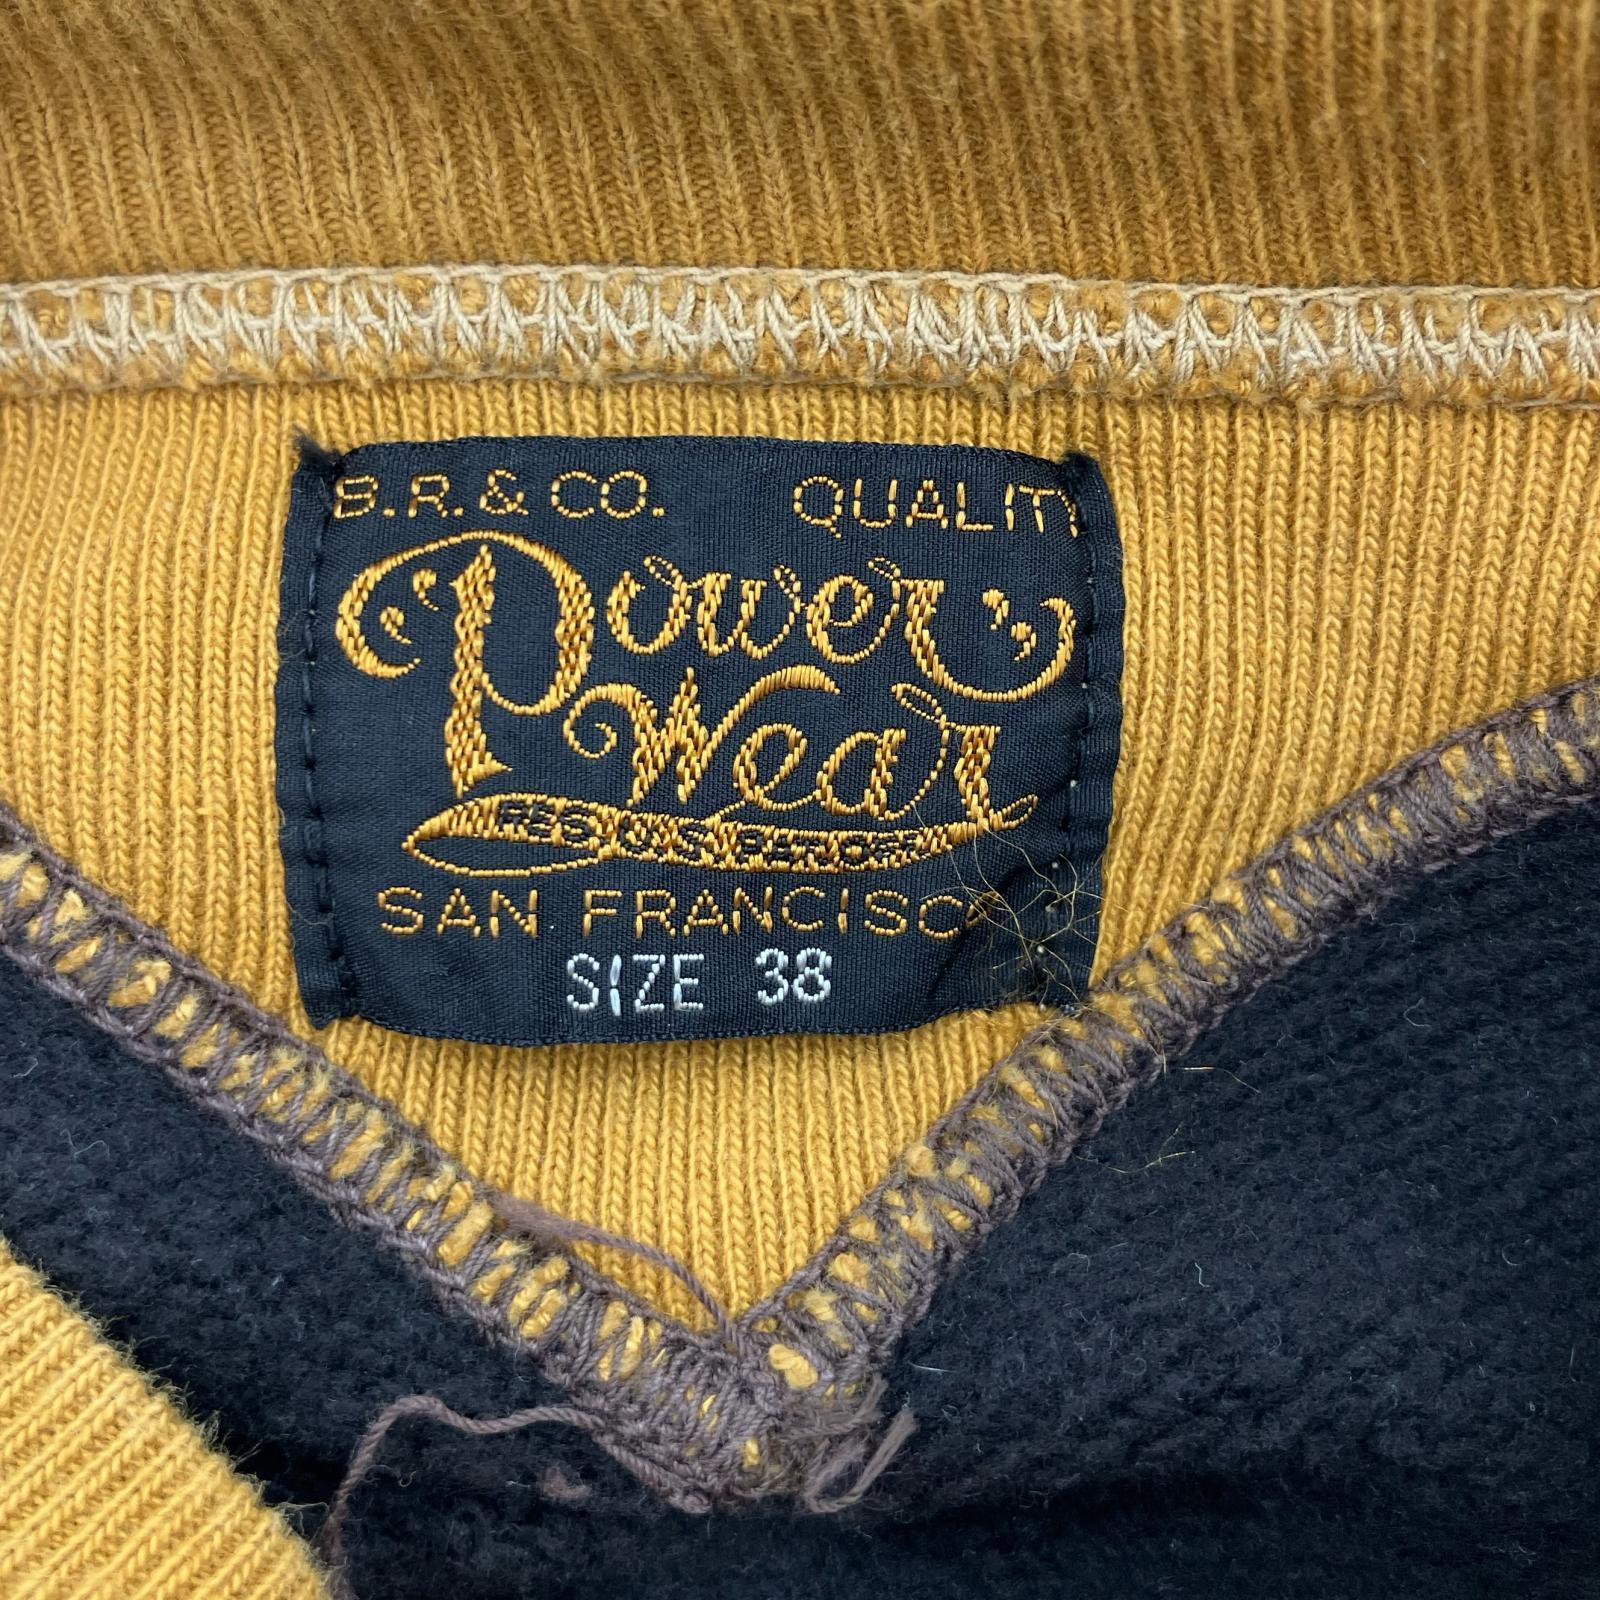 B.R.& CO. QUALITY
Power
Wear
REG. U.S. PAT. OFF.
SAN FRANCISCO
SIZE 38